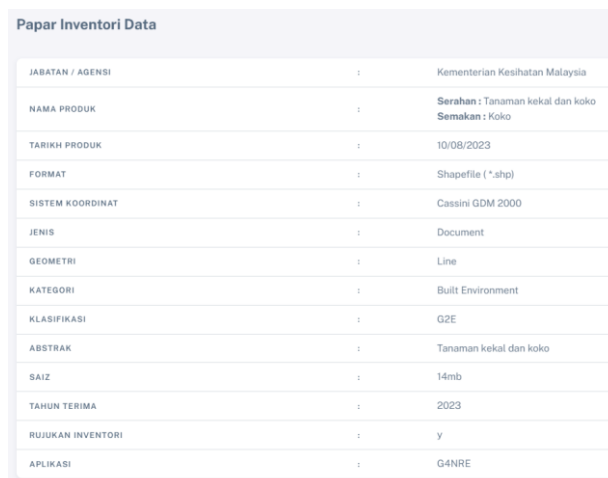 Papar Inventori Data
JABATAN / AGENSI : Kementerian Kesihatan Malaysia
NAMA PRODUK : Serahan : Tanaman kekal dan koko
Semakan : Koko
TARIKH PRODUK : 10/08/2023
FORMAT : Shapefile ( *.shp)
SISTEM KOORDINAT : Cassini GDM 2000
JENIS : Document
GEOMETRI : Line
KATEGORI : Built Environment
KLASIFIKASI : G2E
ABSTRAK : Tanaman kekal dan koko
SAIZ : 14mb
TAHUN TERIMA : 2023
RUJUKAN INVENTORI : y
APLIKASI : G4NRE